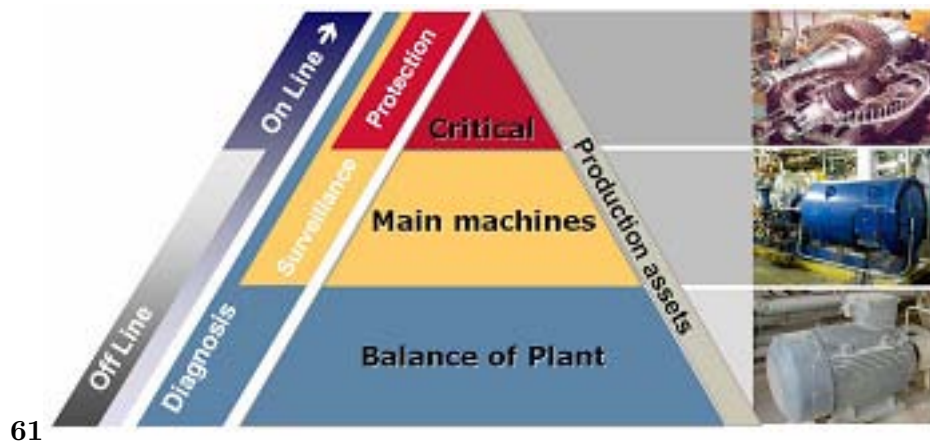 On Line
Off Line
Protection
Surveillance
Diagnosis
Critical
Main machines
Balance of Plant
Production assets
61